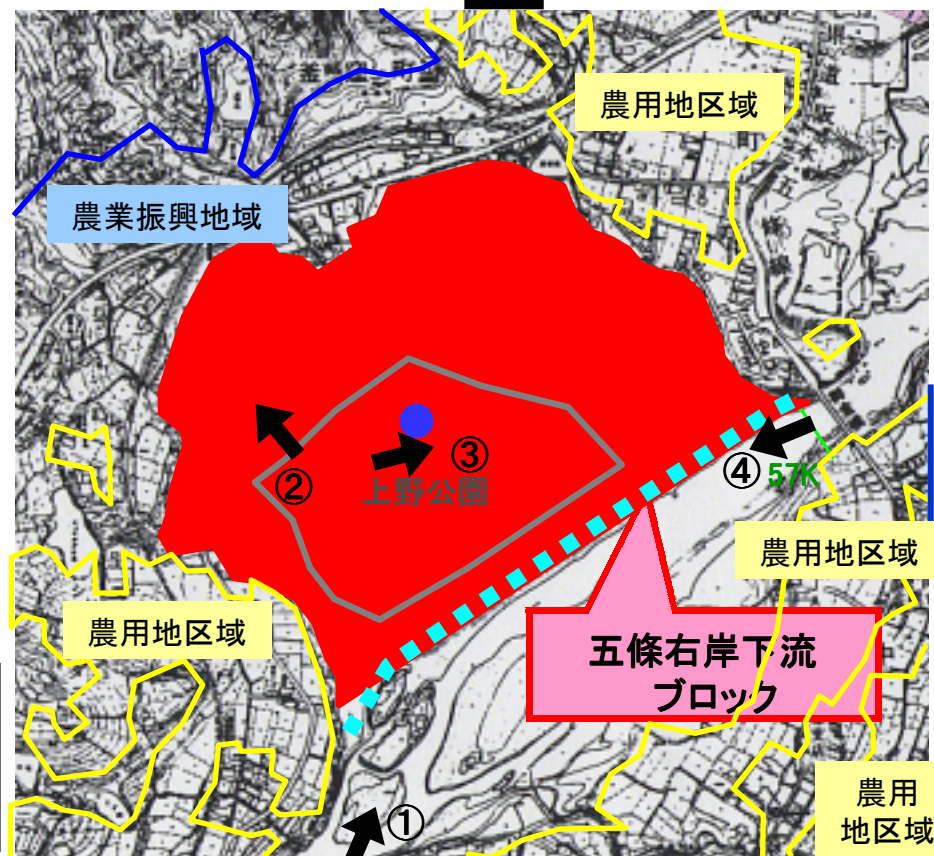 農用地区域
農業振興地域
③
②
上野公園
④
57K
農用地区域
農用地区域
五條右岸下流
ブロック
農用
地区域
①